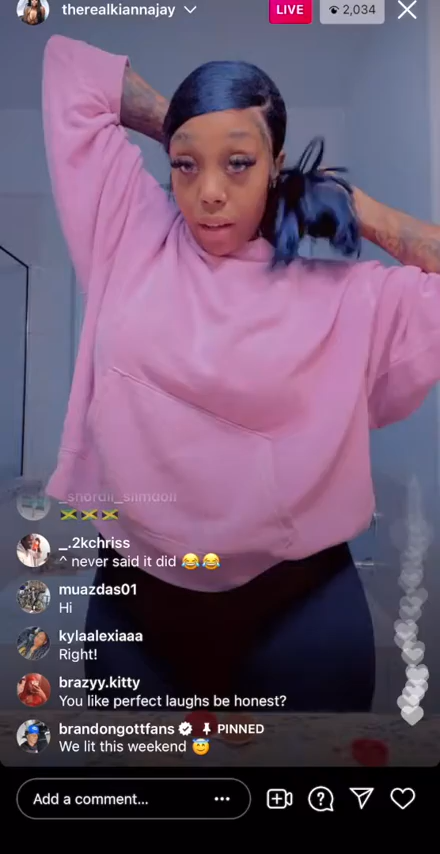 therealkiannajay
LIVE
2,034
_shordii_slimdoll
🇯🇲🇯🇲🇯🇲
_.2kchriss
^ never said it did 😂😂
muazdas01
Hi
kylaalexiaaa
Right!
brazyy.kitty
You like perfect laughs be honest?
brandongottfans PINNED
We lit this weekend 😇
Add a comment...